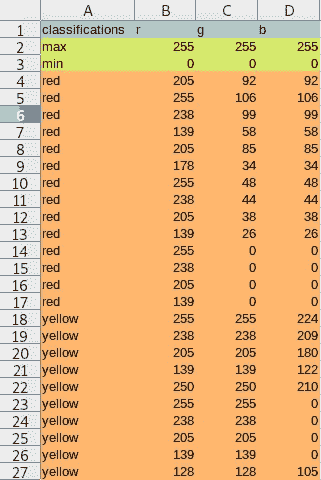 A B C D
1 classifications r g b
2 max 255 255 255
3 min 0 0 0
4 red 205 92 92
5 red 255 106 106
6 red 238 99 99
7 red 139 58 58
8 red 205 85 85
9 red 178 34 34
10 red 255 48 48
11 red 238 44 44
12 red 205 38 38
13 red 139 26 26
14 red 255 0 0
15 red 238 0 0
16 red 205 0 0
17 red 139 0 0
18 yellow 255 255 224
19 yellow 238 238 209
20 yellow 205 205 180
21 yellow 139 139 122
22 yellow 250 250 210
23 yellow 255 255 0
24 yellow 238 238 0
25 yellow 205 205 0
26 yellow 139 139 0
27 yellow 128 128 105